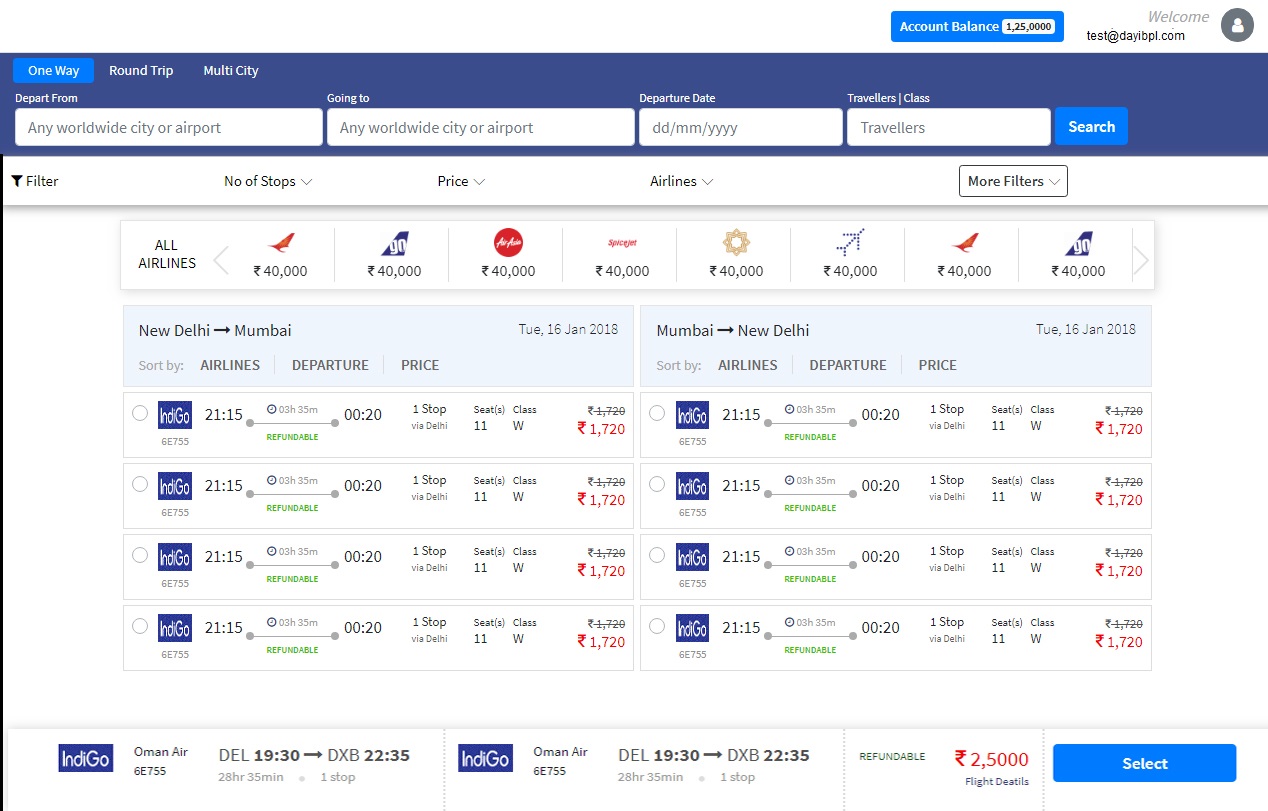 Account Balance 1,25,0000
Welcome
test@dayibpl.com
One Way Round Trip Multi City
Depart From Going to Departure Date Travellers | Class
Any worldwide city or airport Any worldwide city or airport dd/mm/yyyy Travellers Search
Filter No of Stops Price Airlines More Filters
ALL
AIRLINES
GO AirAsia Spicejet GO
₹ 40,000 ₹ 40,000 ₹ 40,000 ₹ 40,000 ₹ 40,000 ₹ 40,000 ₹ 40,000 ₹ 40,000
New Delhi → Mumbai Tue, 16 Jan 2018
Sort by: AIRLINES DEPARTURE PRICE
IndiGo 21:15 03h 35m 00:20 1 Stop Seat(s) Class ₹ 1,720
6E755 REFUNDABLE via Delhi 11 W ₹ 1,720
IndiGo 21:15 03h 35m 00:20 1 Stop Seat(s) Class ₹ 1,720
6E755 REFUNDABLE via Delhi 11 W ₹ 1,720
IndiGo 21:15 03h 35m 00:20 1 Stop Seat(s) Class ₹ 1,720
6E755 REFUNDABLE via Delhi 11 W ₹ 1,720
IndiGo 21:15 03h 35m 00:20 1 Stop Seat(s) Class ₹ 1,720
6E755 REFUNDABLE via Delhi 11 W ₹ 1,720
Mumbai → New Delhi Tue, 16 Jan 2018
Sort by: AIRLINES DEPARTURE PRICE
IndiGo 21:15 03h 35m 00:20 1 Stop Seat(s) Class ₹ 1,720
6E755 REFUNDABLE via Delhi 11 W ₹ 1,720
IndiGo 21:15 03h 35m 00:20 1 Stop Seat(s) Class ₹ 1,720
6E755 REFUNDABLE via Delhi 11 W ₹ 1,720
IndiGo 21:15 03h 35m 00:20 1 Stop Seat(s) Class ₹ 1,720
6E755 REFUNDABLE via Delhi 11 W ₹ 1,720
IndiGo 21:15 03h 35m 00:20 1 Stop Seat(s) Class ₹ 1,720
6E755 REFUNDABLE via Delhi 11 W ₹ 1,720
IndiGo Oman Air DEL 19:30 → DXB 22:35 IndiGo Oman Air DEL 19:30 → DXB 22:35 REFUNDABLE ₹ 2,5000 Select
6E755 28hr 35min 1 stop 6E755 28hr 35min 1 stop Flight Deatils